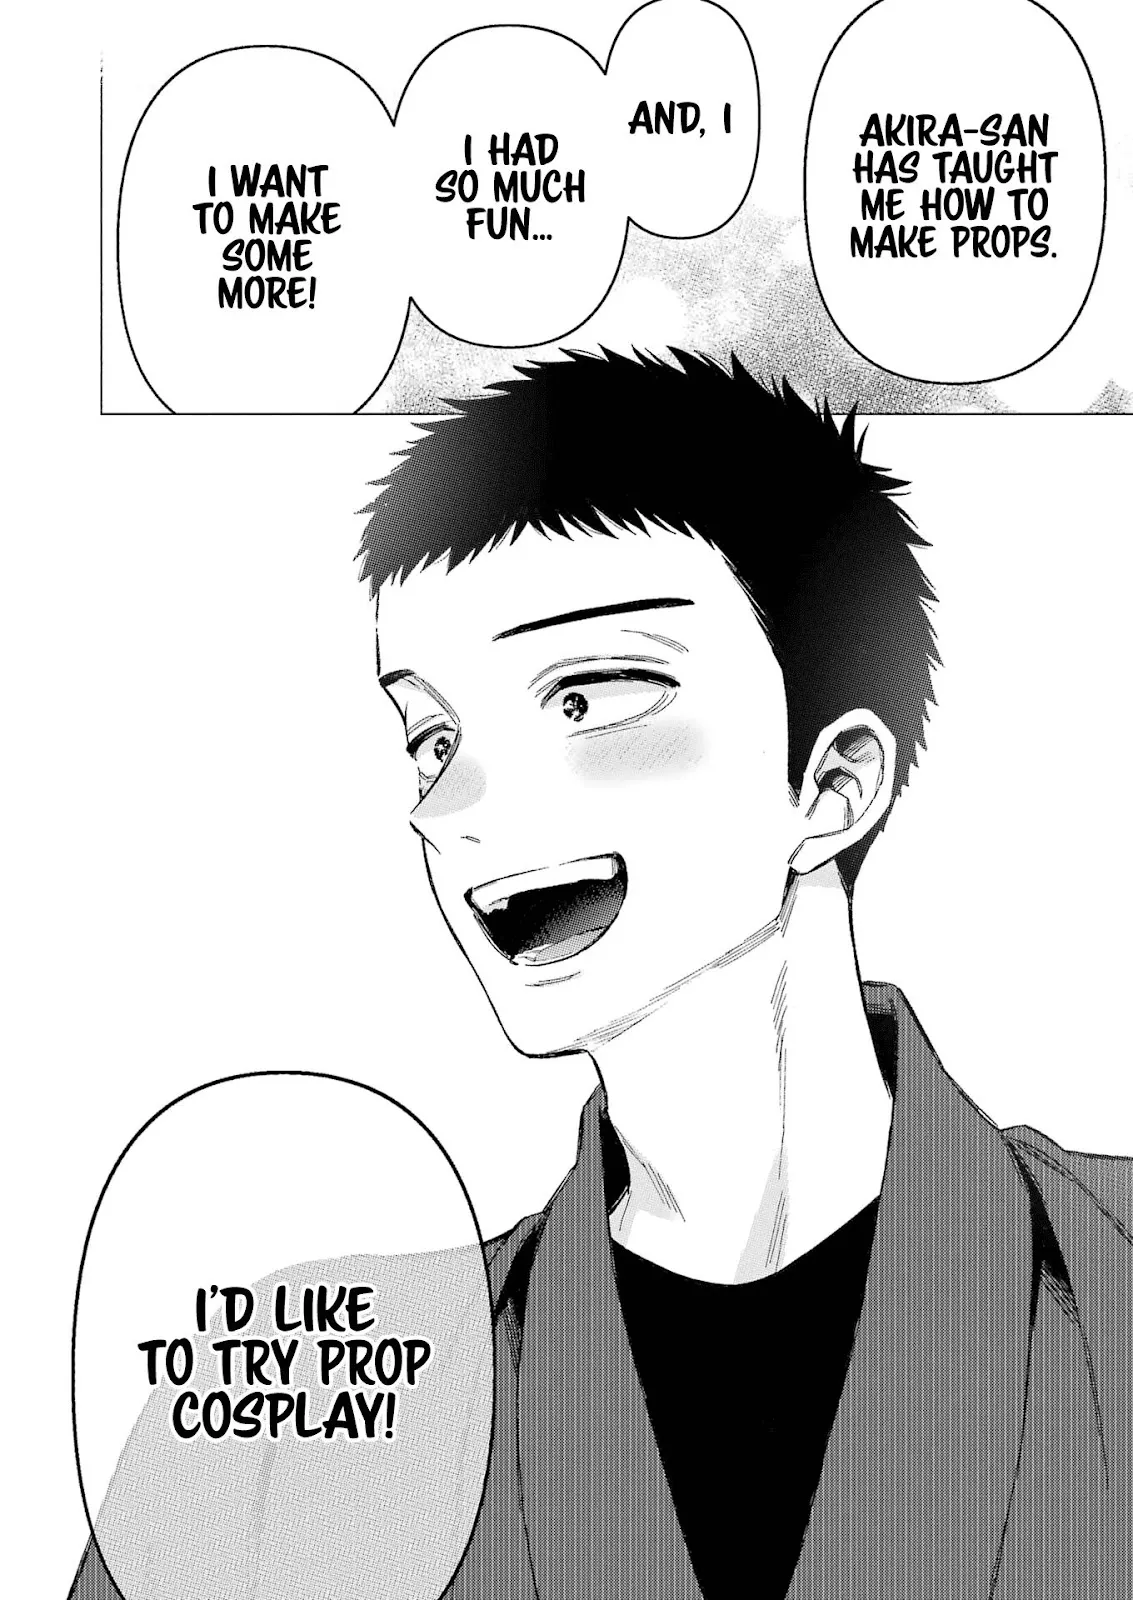 AKIRA-SAN
HAS TAUGHT
ME HOW TO
MAKE PROPS.
AND, I
I HAD
SO MUCH
FUN...
I WANT
TO MAKE
SOME
MORE!
I'D LIKE
TO TRY PROP
COSPLAY!